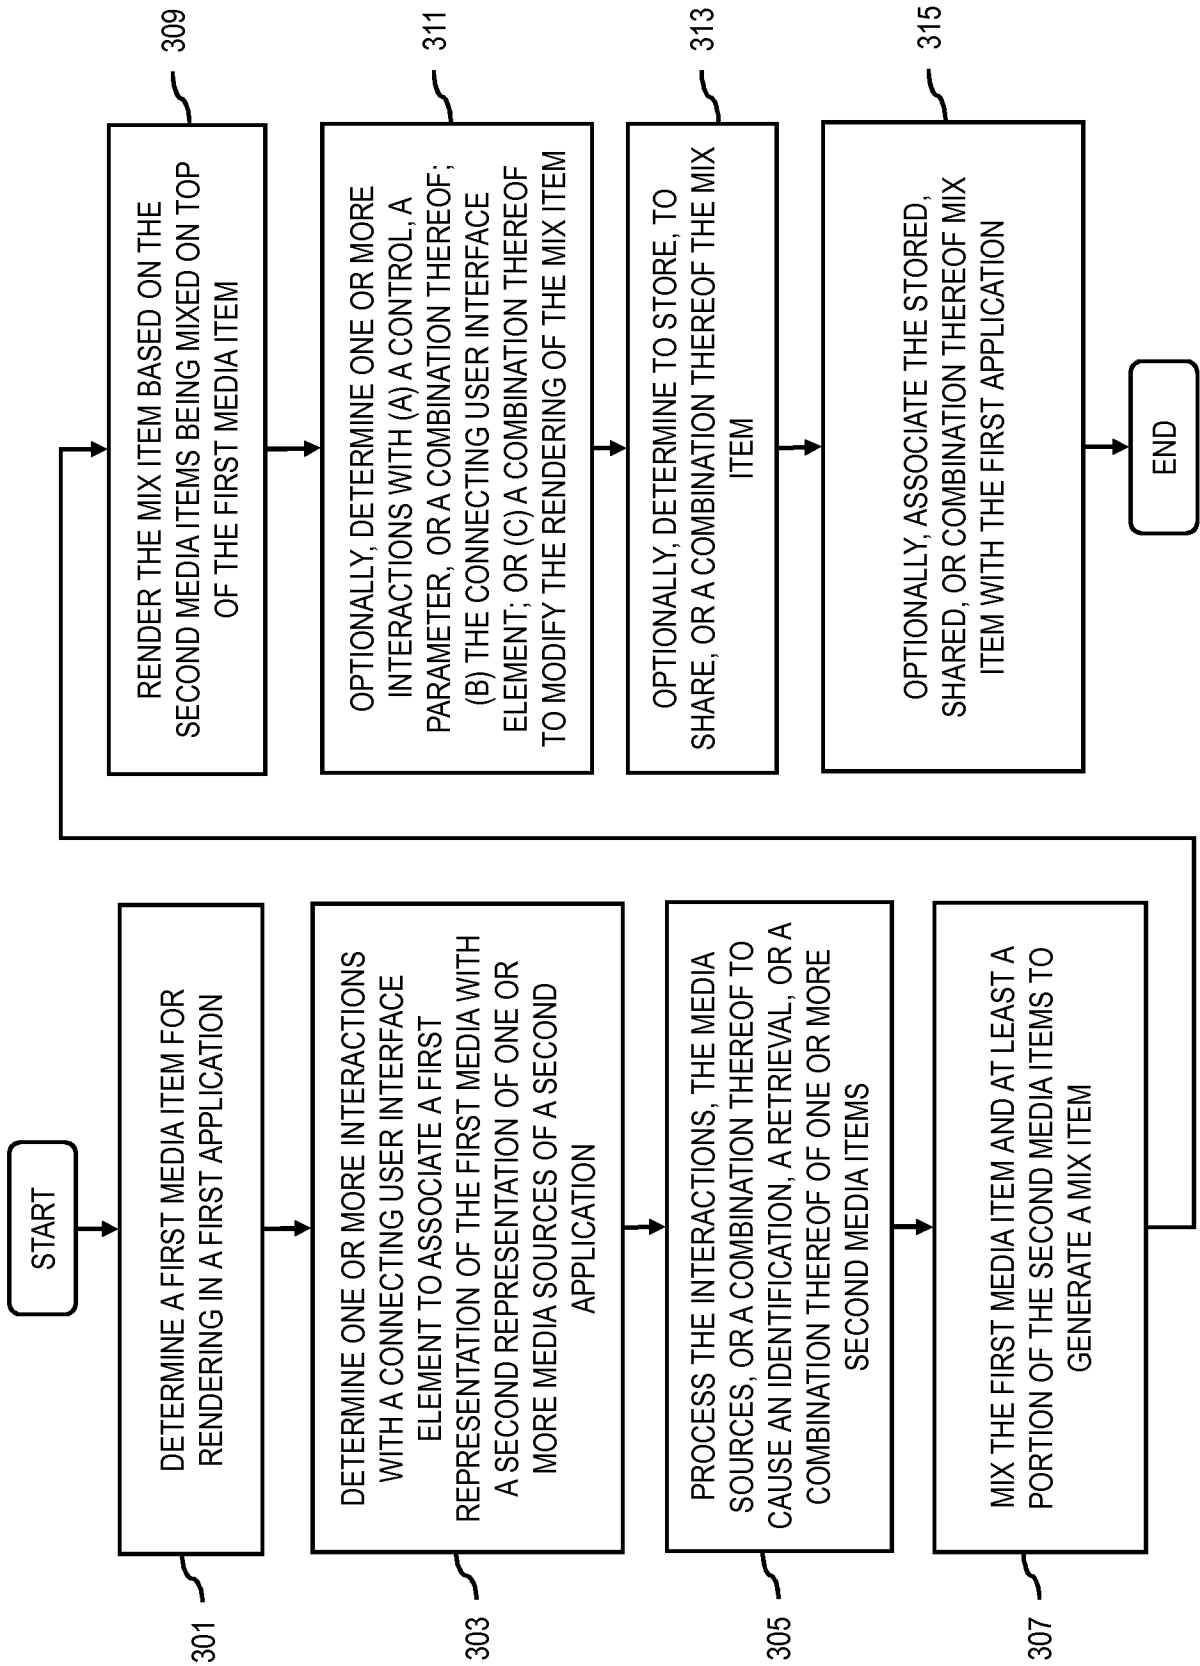 START
DETERMINE A FIRST MEDIA ITEM FOR
RENDERING IN A FIRST APPLICATION
301
DETERMINE ONE OR MORE INTERACTIONS
WITH A CONNECTING USER INTERFACE
ELEMENT TO ASSOCIATE A FIRST
REPRESENTATION OF THE FIRST MEDIA WITH
A SECOND REPRESENTATION OF ONE OR
MORE MEDIA SOURCES OF A SECOND
APPLICATION
303
PROCESS THE INTERACTIONS, THE MEDIA
SOURCES, OR A COMBINATION THEREOF TO
CAUSE AN IDENTIFICATION, A RETRIEVAL, OR A
COMBINATION THEREOF OF ONE OR MORE
SECOND MEDIA ITEMS
305
MIX THE FIRST MEDIA ITEM AND AT LEAST A
PORTION OF THE SECOND MEDIA ITEMS TO
GENERATE A MIX ITEM
307
RENDER THE MIX ITEM BASED ON THE
SECOND MEDIA ITEMS BEING MIXED ON TOP
OF THE FIRST MEDIA ITEM
309
OPTIONALLY, DETERMINE ONE OR MORE
INTERACTIONS WITH (A) A CONTROL, A
PARAMETER, OR A COMBINATION THEREOF;
(B) THE CONNECTING USER INTERFACE
ELEMENT; OR (C) A COMBINATION THEREOF
TO MODIFY THE RENDERING OF THE MIX ITEM
311
OPTIONALLY, DETERMINE TO STORE, TO
SHARE, OR A COMBINATION THEREOF THE MIX
ITEM
313
OPTIONALLY, ASSOCIATE THE STORED,
SHARED, OR COMBINATION THEREOF MIX
ITEM WITH THE FIRST APPLICATION
315
END